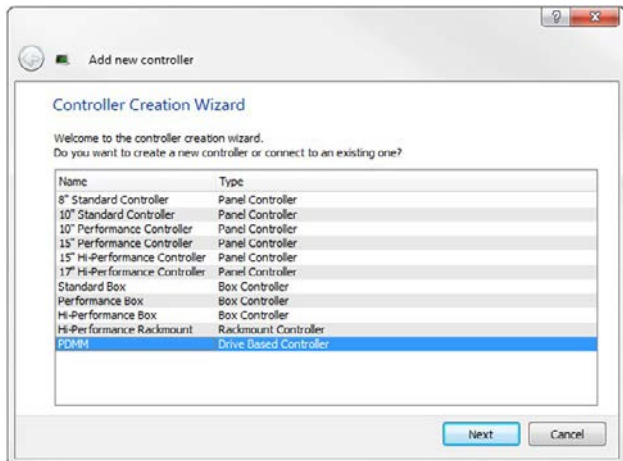 Add new controller
Controller Creation Wizard
Welcome to the controller creation wizard.
Do you want to create a new controller or connect to an existing one?
Name Type
8" Standard Controller Panel Controller
10" Standard Controller Panel Controller
10" Performance Controller Panel Controller
15" Performance Controller Panel Controller
15" Hi-Performance Controller Panel Controller
17" Hi-Performance Controller Panel Controller
Standard Box Box Controller
Performance Box Box Controller
Hi-Performance Box Box Controller
Hi-Performance Rackmount Rackmount Controller
PDMM Drive Based Controller
Next Cancel